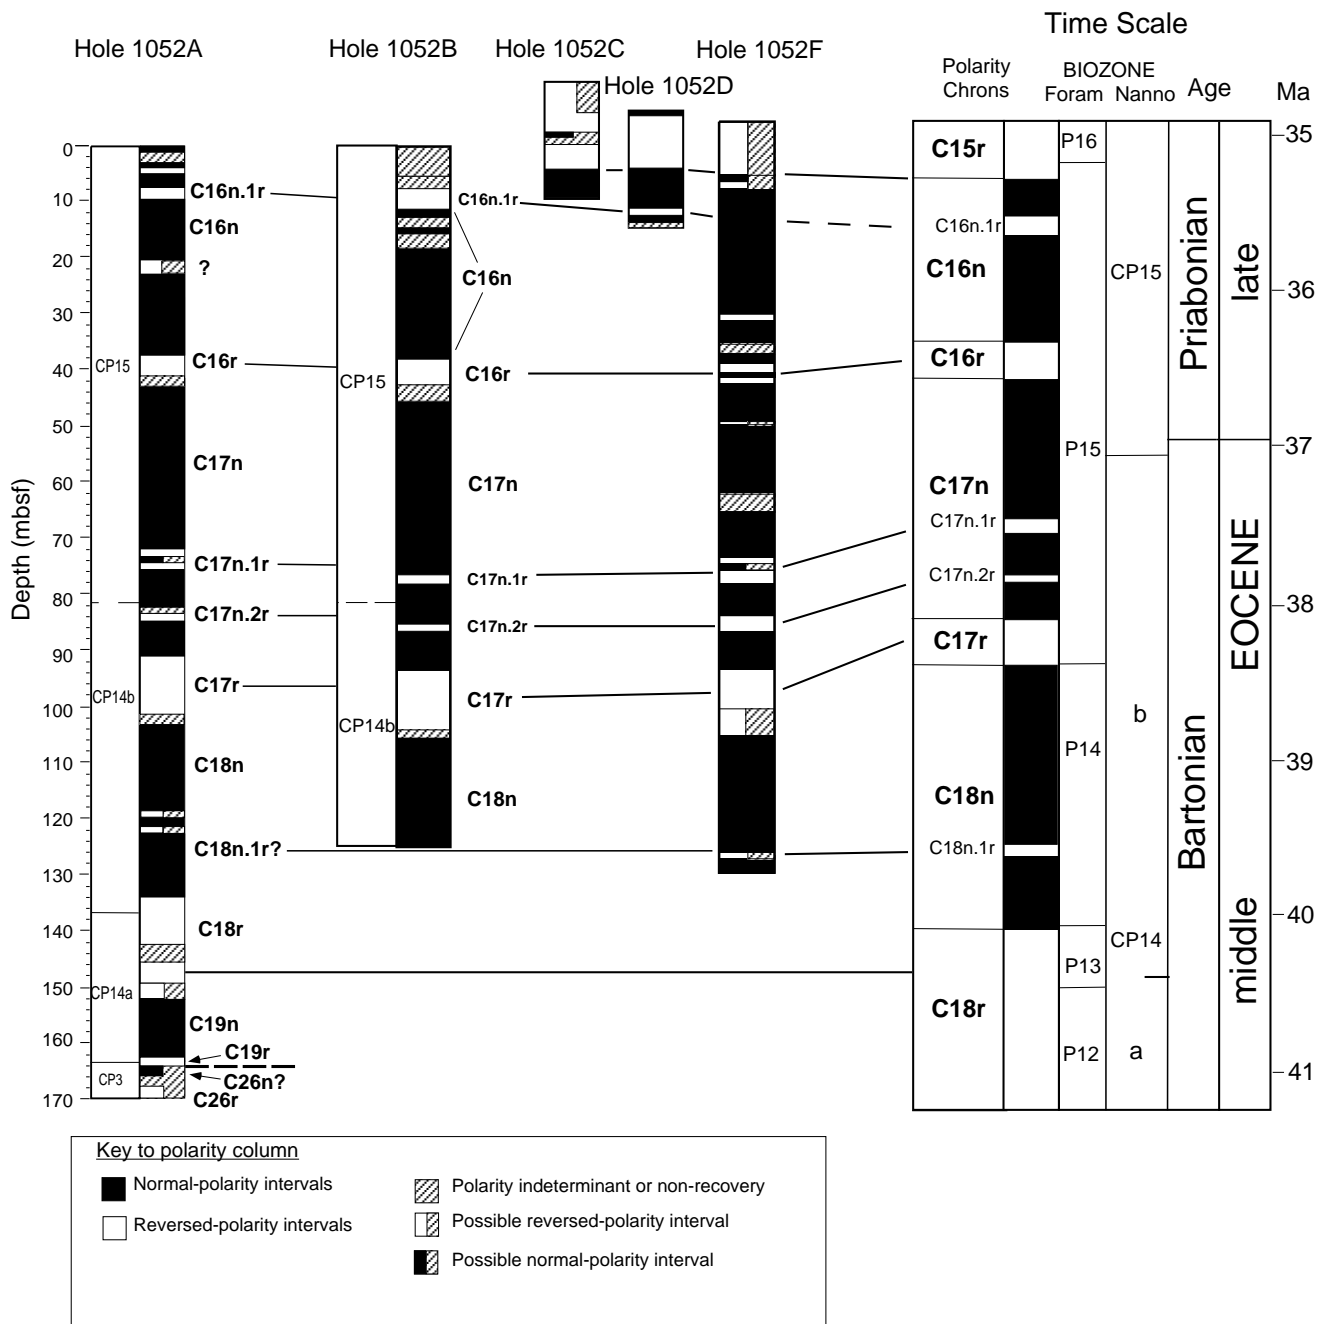 Time Scale
Hole 1052A
Hole 1052B
Hole 1052C
Hole 1052F
Hole 1052D
Polarity
Chrons
BIOZONE
Foram
Nanno
Age
Ma
Depth (mbsf)
0
10
20
30
40
50
60
70
80
90
100
110
120
130
140
150
160
170
CP15
CP14b
CP14a
CP3
C16n.1r
C16n
?
C16r
C17n
C17n.1r
C17n.2r
C17r
C18n
C18n.1r?
C18r
C19n
C19r
C26n?
C26r
CP15
CP14b
C16n.1r
C16n
C16r
C17n
C17n.1r
C17n.2r
C17r
C18n
C15r
C16n.1r
C16n
C16r
C17n
C17n.1r
C17n.2r
C17r
C18n
C18n.1r
C18r
P16
P15
P14
P13
P12
CP15
b
CP14
a
Priabonian
Bartonian
late
EOCENE
middle
35
36
37
38
39
40
41
Key to polarity column
Normal-polarity intervals
Reversed-polarity intervals
Polarity indeterminant or non-recovery
Possible reversed-polarity interval
Possible normal-polarity interval